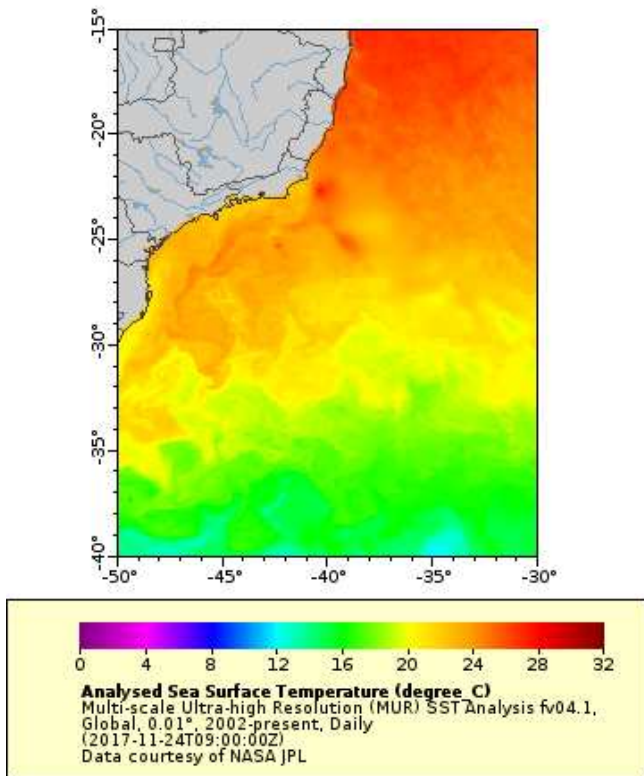 -15°
-20°
-25°
-30°
-35°
-40°
-50° -45° -40° -35° -30°
0 4 8 12 16 20 24 28 32
Analysed Sea Surface Temperature (degree_C)
Multi-scale Ultra-high Resolution (MUR) SST Analysis fv04.1,
Global, 0.01°, 2002-present, Daily
(2017-11-24T09:00:00Z)
Data courtesy of NASA JPL